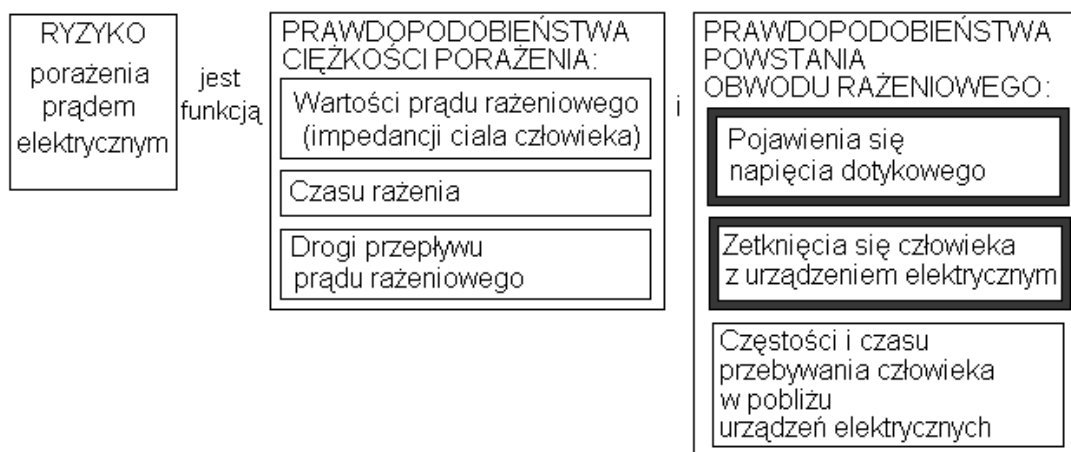 RYZYKO
porażenia
prądem
elektrycznym
jest
funkcją
PRAWDOPODOBIEŃSTWA
CIĘŻKOŚCI PORAŻENIA:
Wartości prądu rażeniowego
(impedancji ciala człowieka)
Czasu rażenia
Drogi przepływu
prądu rażeniowego
i
PRAWDOPODOBIEŃSTWA
POWSTANIA
OBWODU RAŻENIOWEGO:
Pojawienia się
napięcia dotykowego
Zetknięcia się człowieka
z urządzeniem elektrycznym
Częstości i czasu
przebywania człowieka
w pobliżu
urządzeń elektrycznych